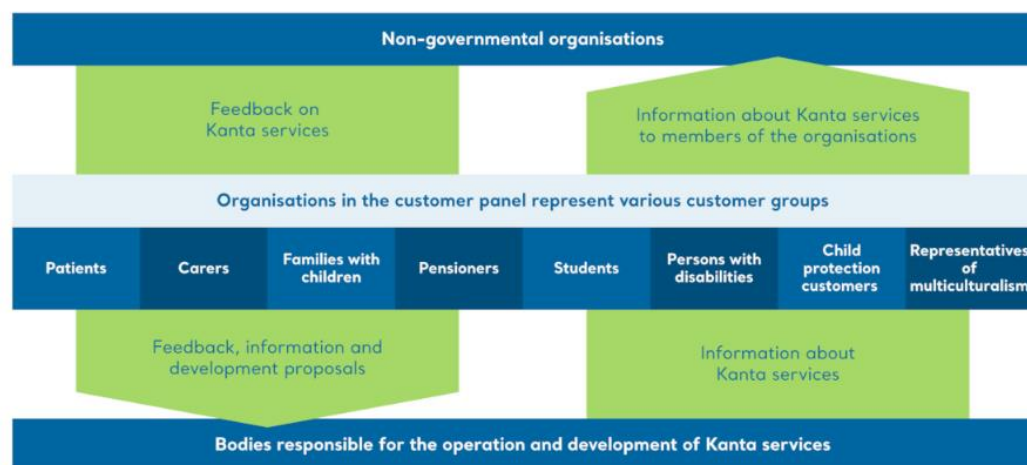 Non-governmental organisations
Feedback on
Kanta services
Information about Kanta services
to members of the organisations
Organisations in the customer panel represent various customer groups
Patients
Carers
Families with
children
Pensioners
Students
Persons with
disabilities
Child
protection
customers
Representatives
of
multiculturalism
Feedback, information and
development proposals
Information about
Kanta services
Bodies responsible for the operation and development of Kanta services